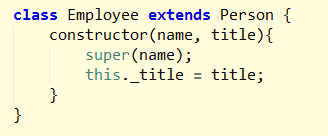 class Employee extends Person {
    constructor(name, title){
        super(name);
        this._title = title;
    }
}